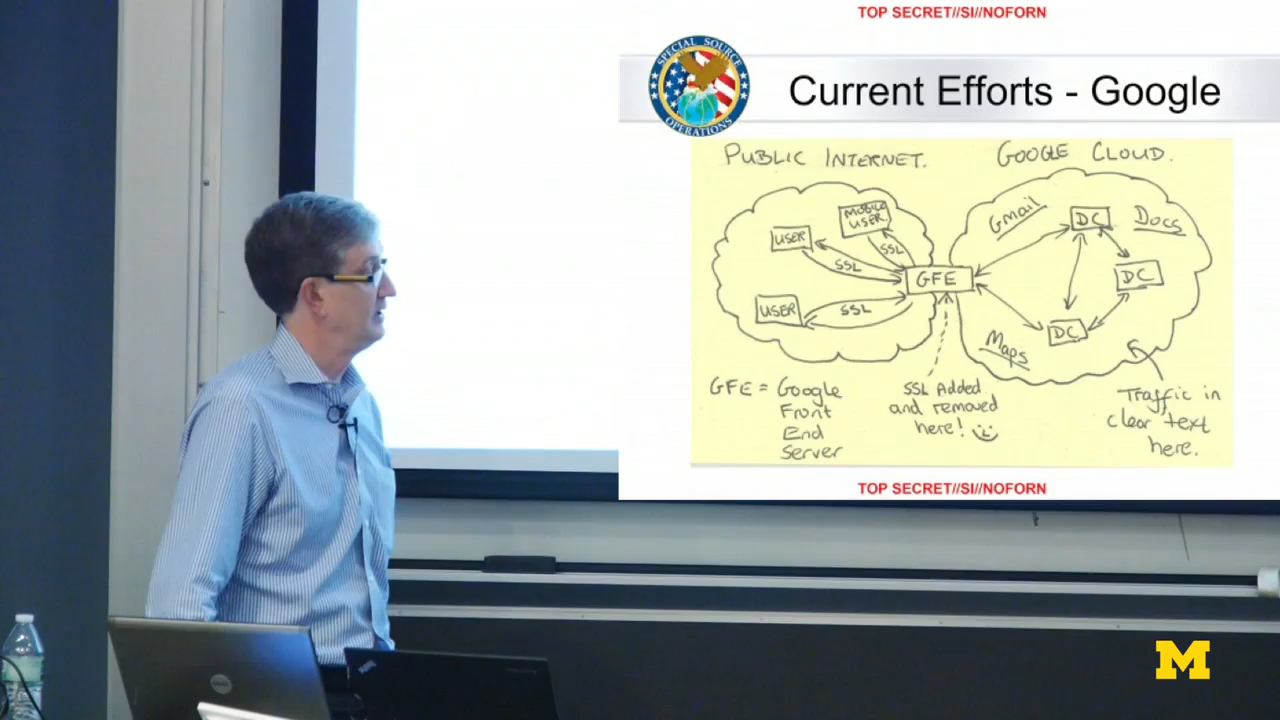 TOP SECRET//SI//NOFORN
SPECIAL SOURCE
OPERATIONS
Current Efforts - Google
PUBLIC INTERNET.
GOOGLE CLOUD.
MOBILE
USER.
USER
SSL
SSL
USER
SSL
GFE
Gmail
DC
Docs
DC
DC
Maps
GFE = Google
Front
End
Server
SSL Added
and removed
here!
Traffic in
clear text
here.
TOP SECRET//SI//NOFORN
M